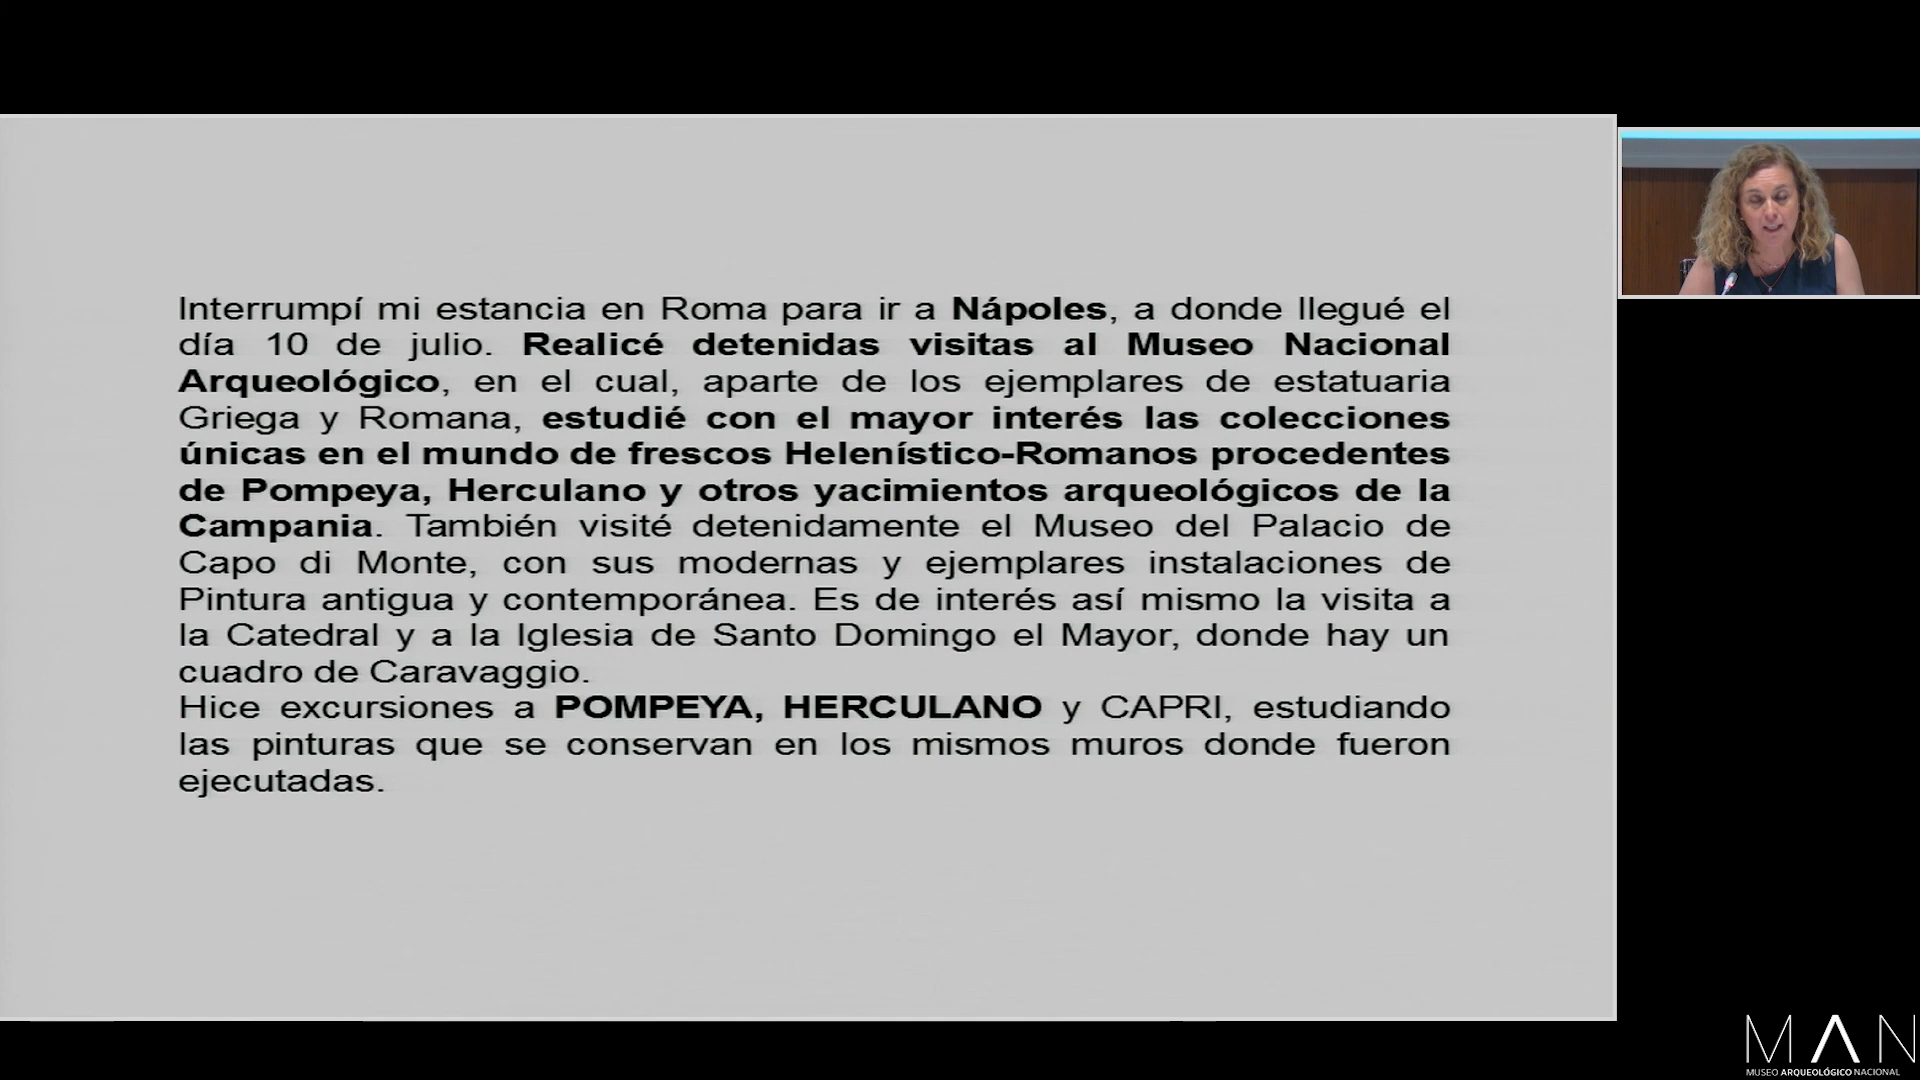 Interrumpí mi estancia en Roma para ir a Nápoles, a donde llegué el
día 10 de julio. Realicé detenidas visitas al Museo Nacional
Arqueológico, en el cual, aparte de los ejemplares de estatuaria
Griega y Romana, estudié con el mayor interés las colecciones
únicas en el mundo de frescos Helenístico-Romanos procedentes
de Pompeya, Herculano y otros yacimientos arqueológicos de la
Campania. También visité detenidamente el Museo del Palacio de
Capo di Monte, con sus modernas y ejemplares instalaciones de
Pintura antigua y contemporánea. Es de interés así mismo la visita a
la Catedral y a la Iglesia de Santo Domingo el Mayor, donde hay un
cuadro de Caravaggio.
Hice excursiones a POMPEYA, HERCULANO y CAPRI, estudiando
las pinturas que se conservan en los mismos muros donde fueron
ejecutadas.
MAN
MUSEO ARQUEOLÓGICO NACIONAL